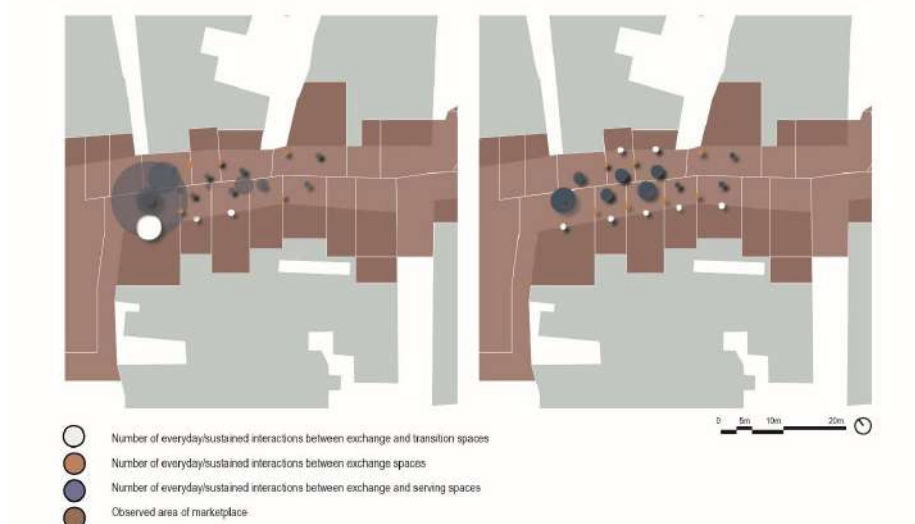 0 5m 10m 20m
Number of everyday/sustained interactions between exchange and transition spaces
Number of everyday/sustained interactions between exchange spaces
Number of everyday/sustained interactions between exchange and serving spaces
Observed area of marketplace